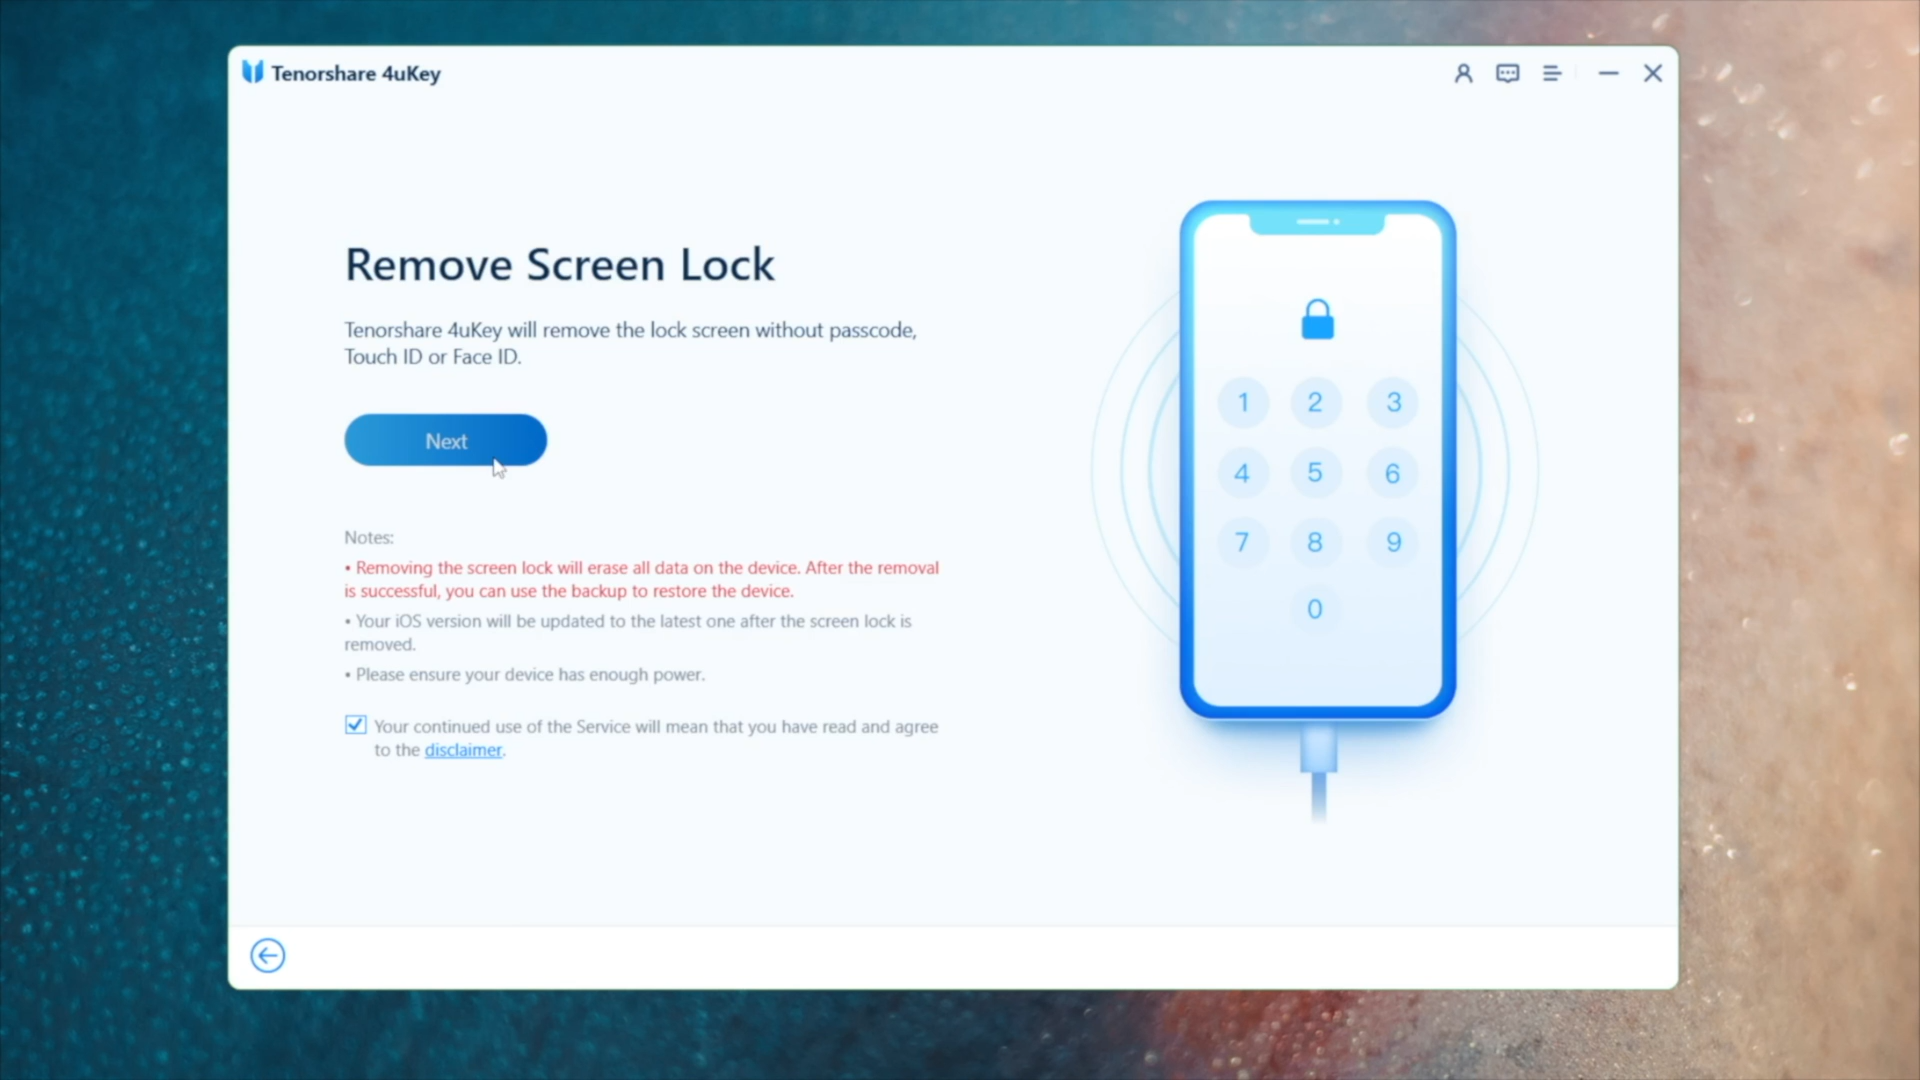 Tenorshare 4uKey
Remove Screen Lock
Tenorshare 4uKey will remove the lock screen without passcode,
Touch ID or Face ID.
Next
Notes:
• Removing the screen lock will erase all data on the device. After the removal
is successful, you can use the backup to restore the device.
• Your iOS version will be updated to the latest one after the screen lock is
removed.
• Please ensure your device has enough power.
Your continued use of the Service will mean that you have read and agree
to the disclaimer.
1 2 3
4 5 6
7 8 9
0